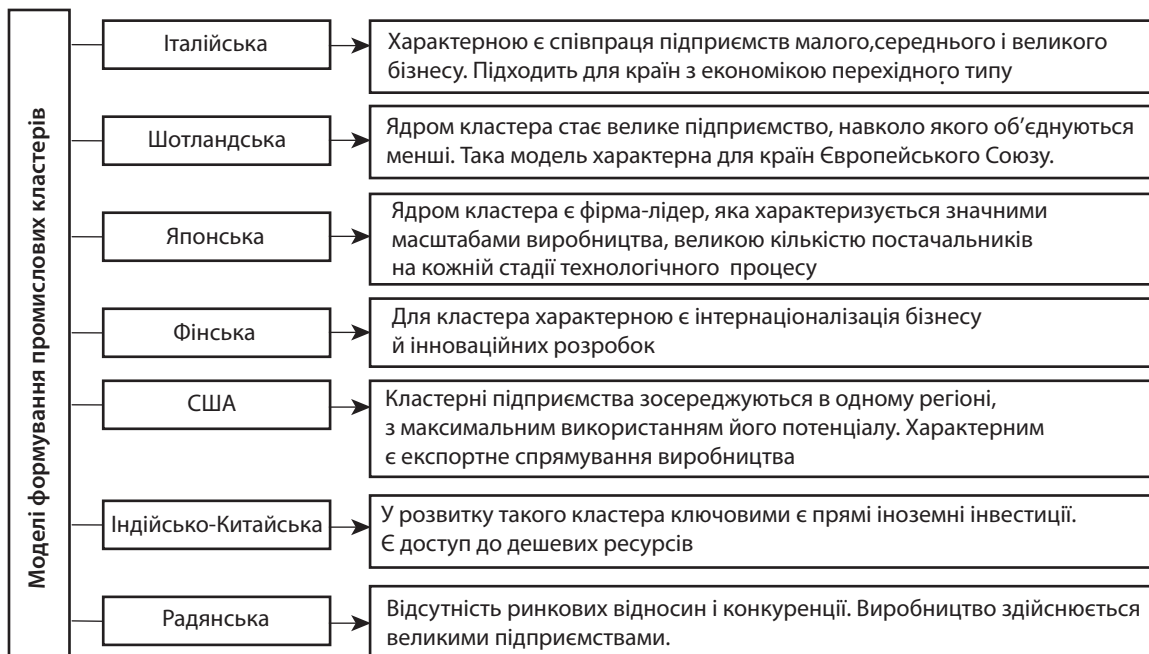 Моделі формування промислових кластерів
Італійська
Характерною є співпраця підприємств малого,середнього і великого
бізнесу. Підходить для країн з економікою перехідного типу
Шотландська
Ядром кластера стає велике підприємство, навколо якого об’єднуються
менші. Така модель характерна для країн Європейського Союзу.
Японська
Ядром кластера є фірма-лідер, яка характеризується значними
масштабами виробництва, великою кількістю постачальників
на кожній стадії технологічного процесу
Фінська
Для кластера характерною є інтернаціоналізація бізнесу
й інноваційних розробок
США
Кластерні підприємства зосереджуються в одному регіоні,
з максимальним використанням його потенціалу. Характерним
є експортне спрямування виробництва
Індійсько-Китайська
У розвитку такого кластера ключовими є прямі іноземні інвестиції.
Є доступ до дешевих ресурсів
Радянська
Відсутність ринкових відносин і конкуренції. Виробництво здійснюється
великими підприємствами.